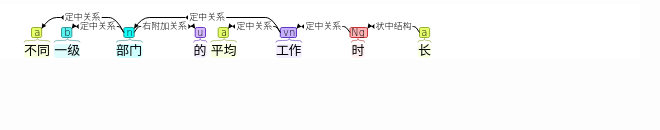 定中关系 定中关系
定中关系 右附加关系 定中关系 定中关系 状中结构
a b n u a vn Ng a
不同 一级 部门 的 平均 工作 时 长